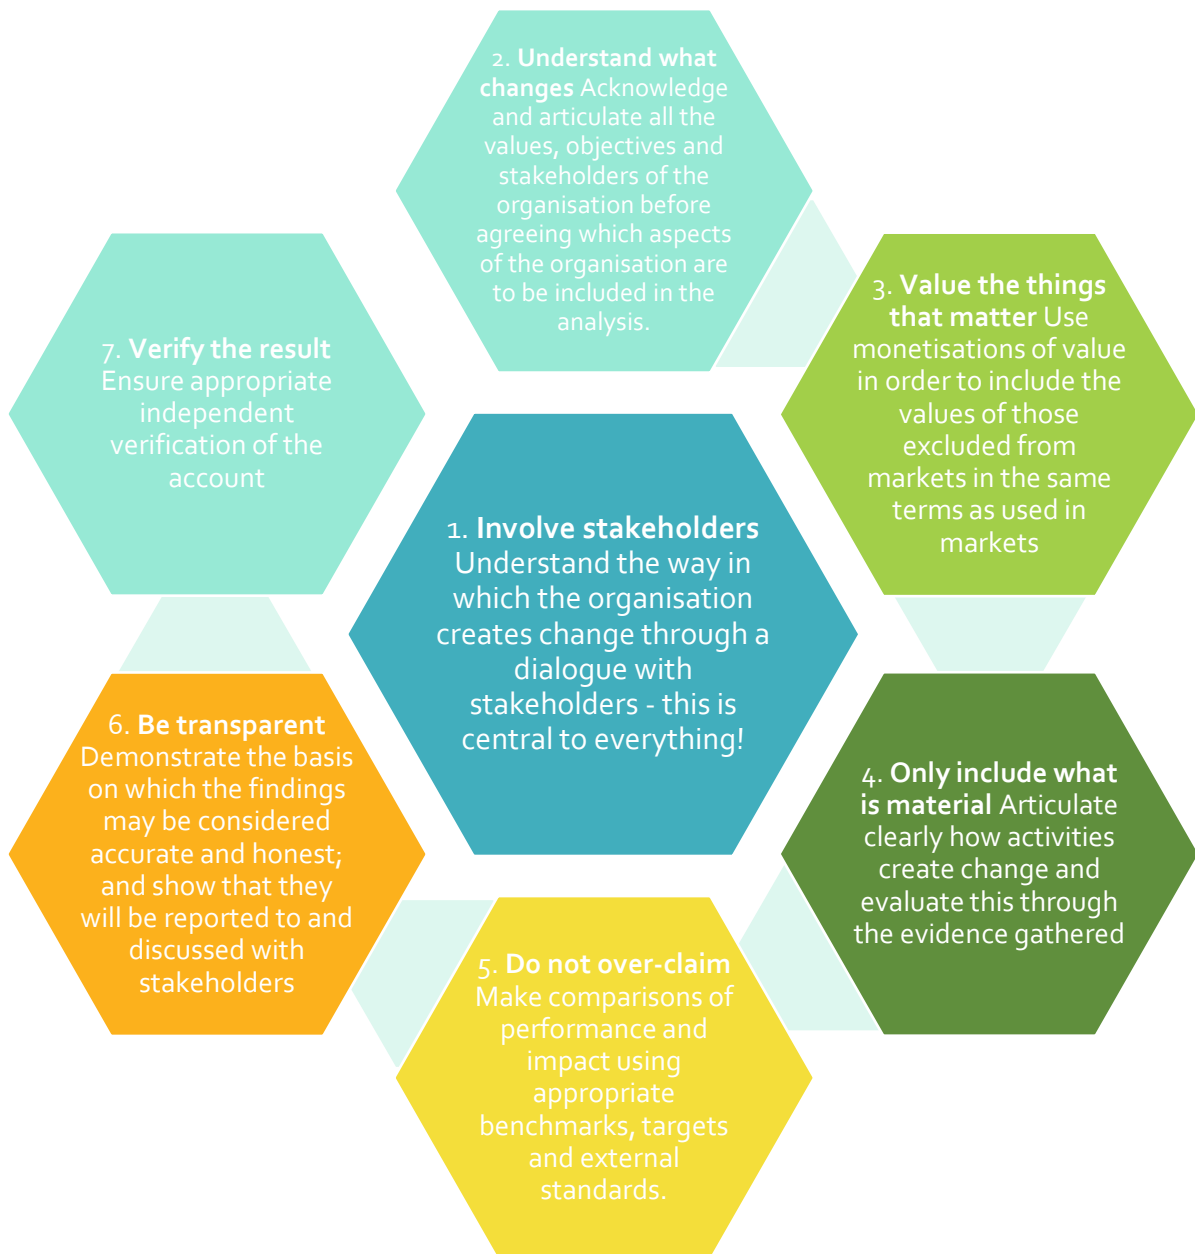 1. Involve stakeholders
Understand the way in
which the organisation
creates change through a
dialogue with
stakeholders - this is
central to everything!
2. Understand what
changes Acknowledge
and articulate all the
values, objectives and
stakeholders of the
organisation before
agreeing which aspects
of the organisation are
to be included in the
analysis.
3. Value the things
that matter Use
monetisations of value
in order to include the
values of those
excluded from
markets in the same
terms as used in
markets
4. Only include what
is material Articulate
clearly how activities
create change and
evaluate this through
the evidence gathered
5. Do not over-claim
Make comparisons of
performance and
impact using
appropriate
benchmarks, targets
and external
standards.
6. Be transparent
Demonstrate the basis
on which the findings
may be considered
accurate and honest;
and show that they
will be reported to and
discussed with
stakeholders
7. Verify the result
Ensure appropriate
independent
verification of the
account